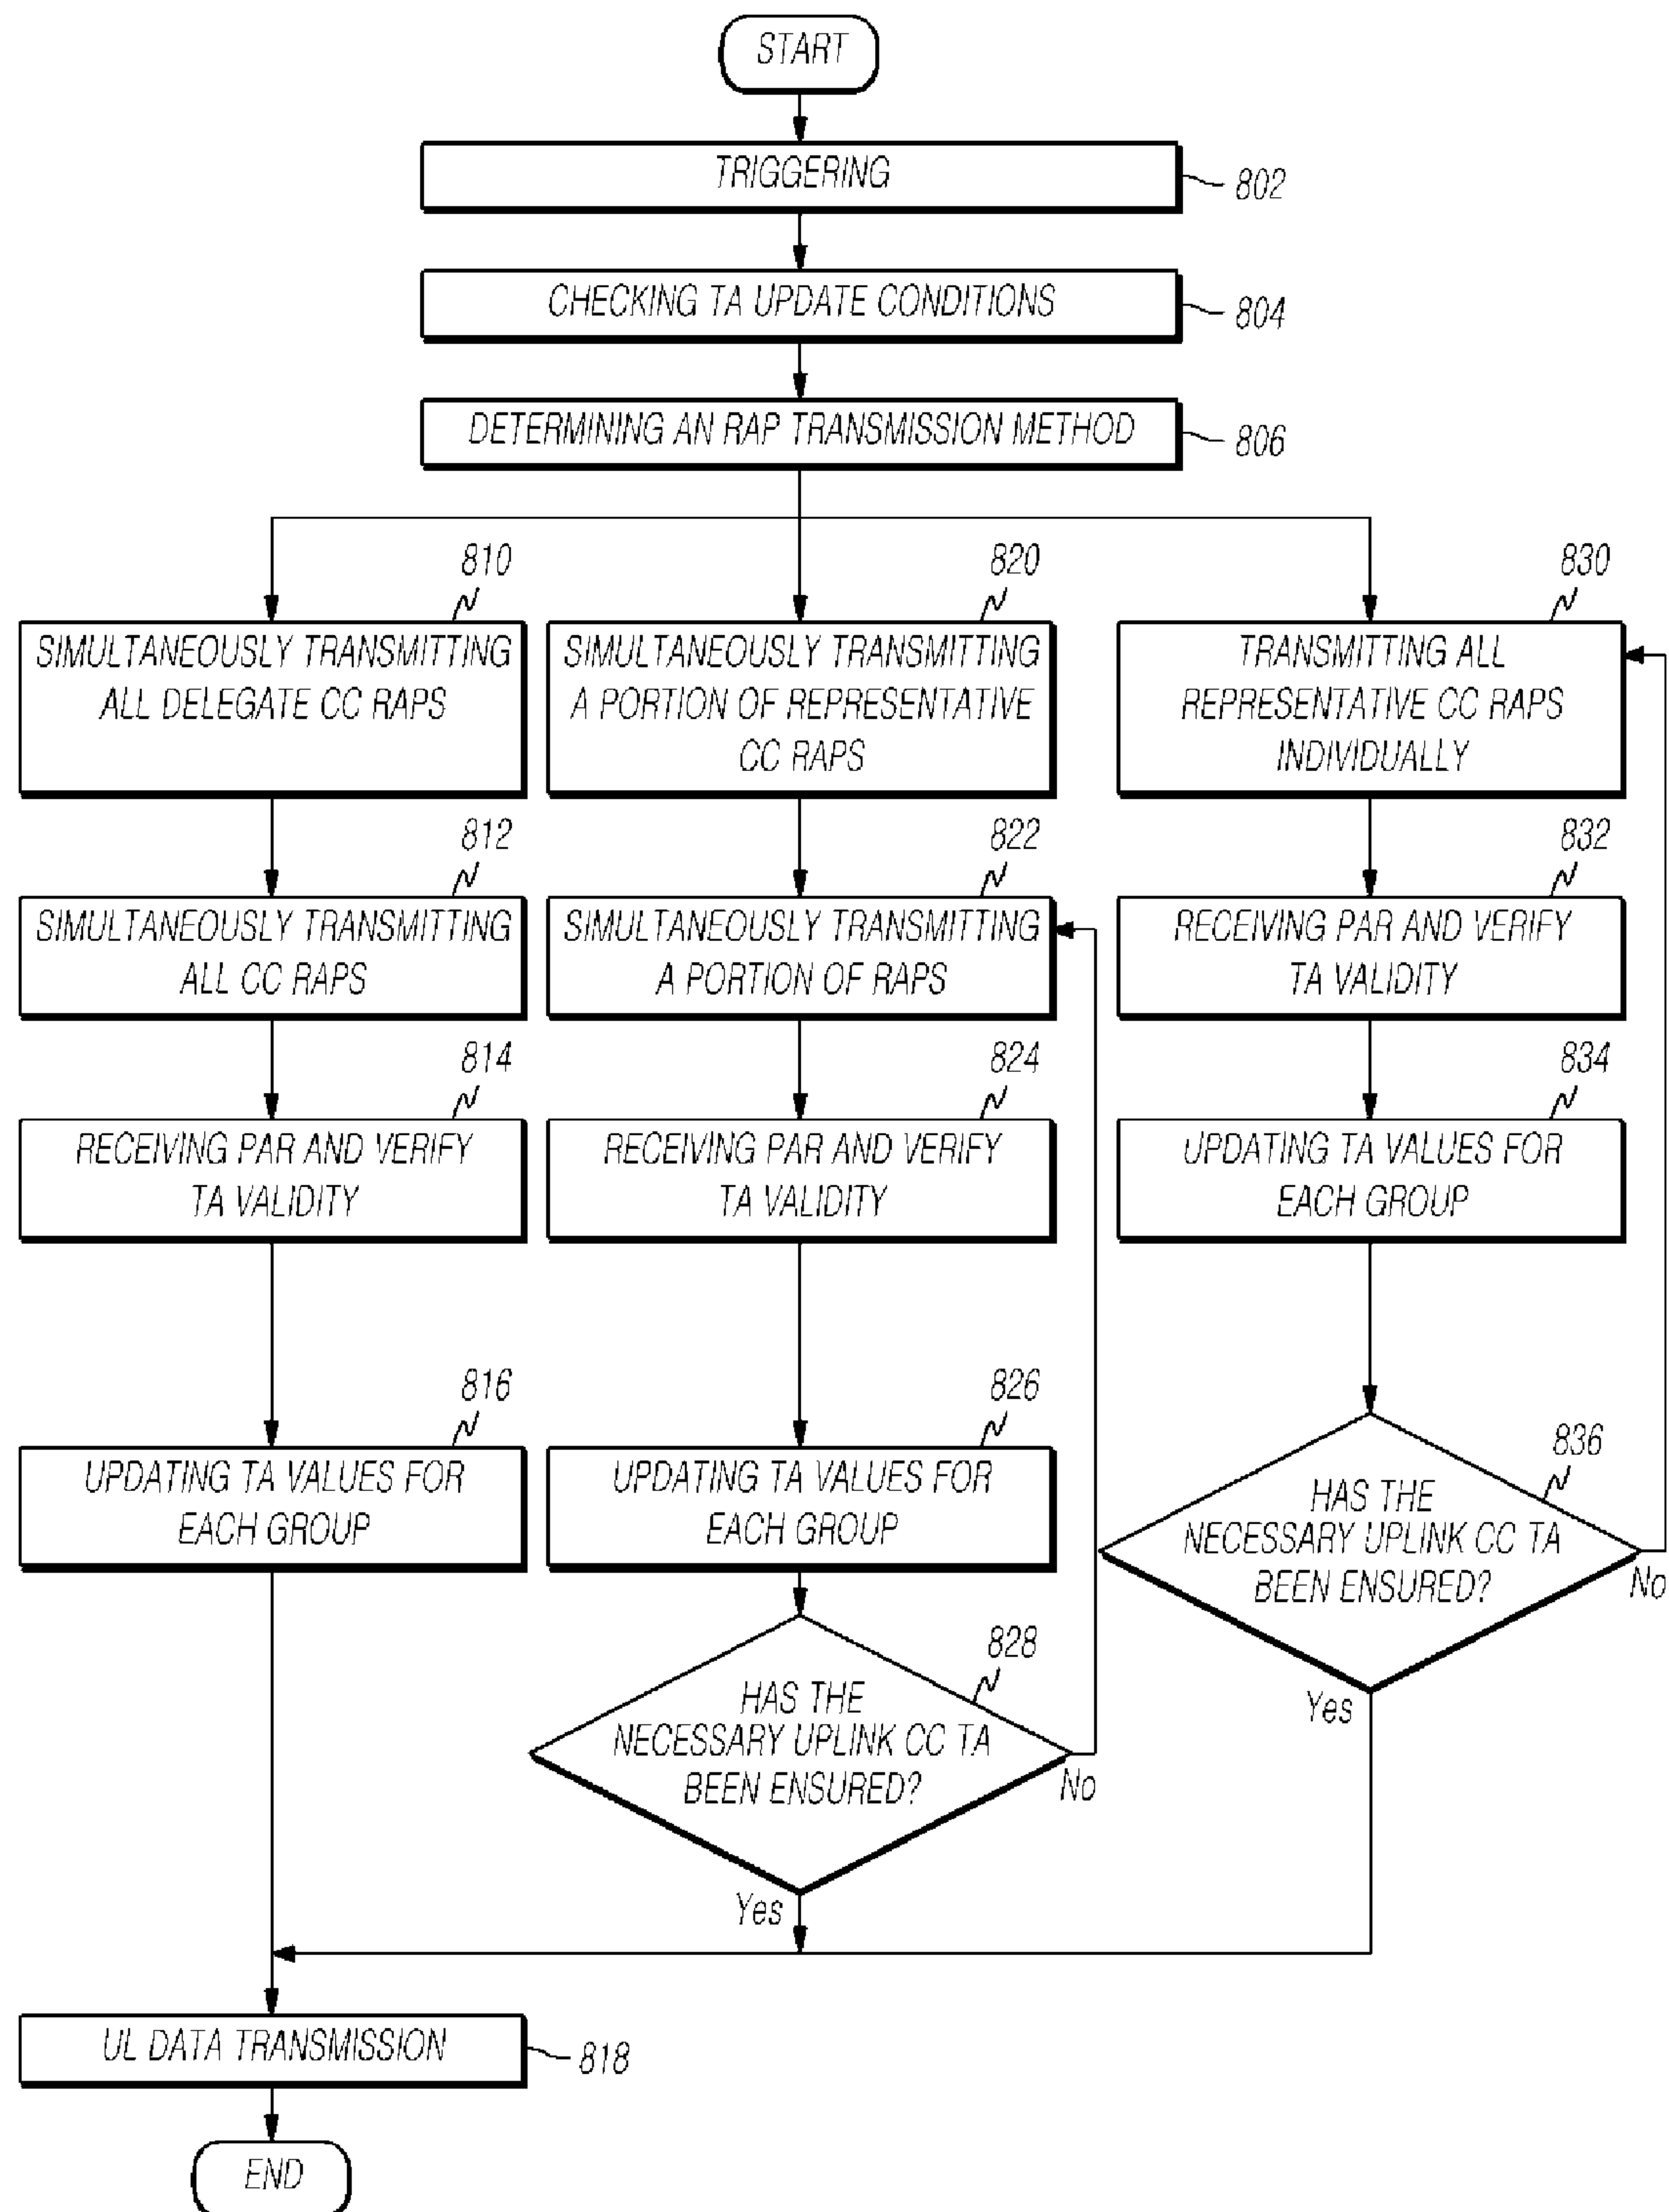 START
TRIGGERING
802
CHECKING TA UPDATE CONDITIONS
804
DETERMINING AN RAP TRANSMISSION METHOD
806
810
SIMULTANEOUSLY TRANSMITTING
ALL DELEGATE CC RAPS
820
SIMULTANEOUSLY TRANSMITTING
A PORTION OF REPRESENTATIVE
CC RAPS
830
TRANSMITTING ALL
REPRESENTATIVE CC RAPS
INDIVIDUALLY
812
SIMULTANEOUSLY TRANSMITTING
ALL CC RAPS
822
SIMULTANEOUSLY TRANSMITTING
A PORTION OF RAPS
832
RECEIVING PAR AND VERIFY
TA VALIDITY
814
RECEIVING PAR AND VERIFY
TA VALIDITY
824
RECEIVING PAR AND VERIFY
TA VALIDITY
834
UPDATING TA VALUES FOR
EACH GROUP
816
UPDATING TA VALUES FOR
EACH GROUP
826
UPDATING TA VALUES FOR
EACH GROUP
836
HAS THE
NECESSARY UPLINK CC TA
BEEN ENSURED?
No
Yes
828
HAS THE
NECESSARY UPLINK CC TA
BEEN ENSURED?
No
Yes
UL DATA TRANSMISSION
818
END